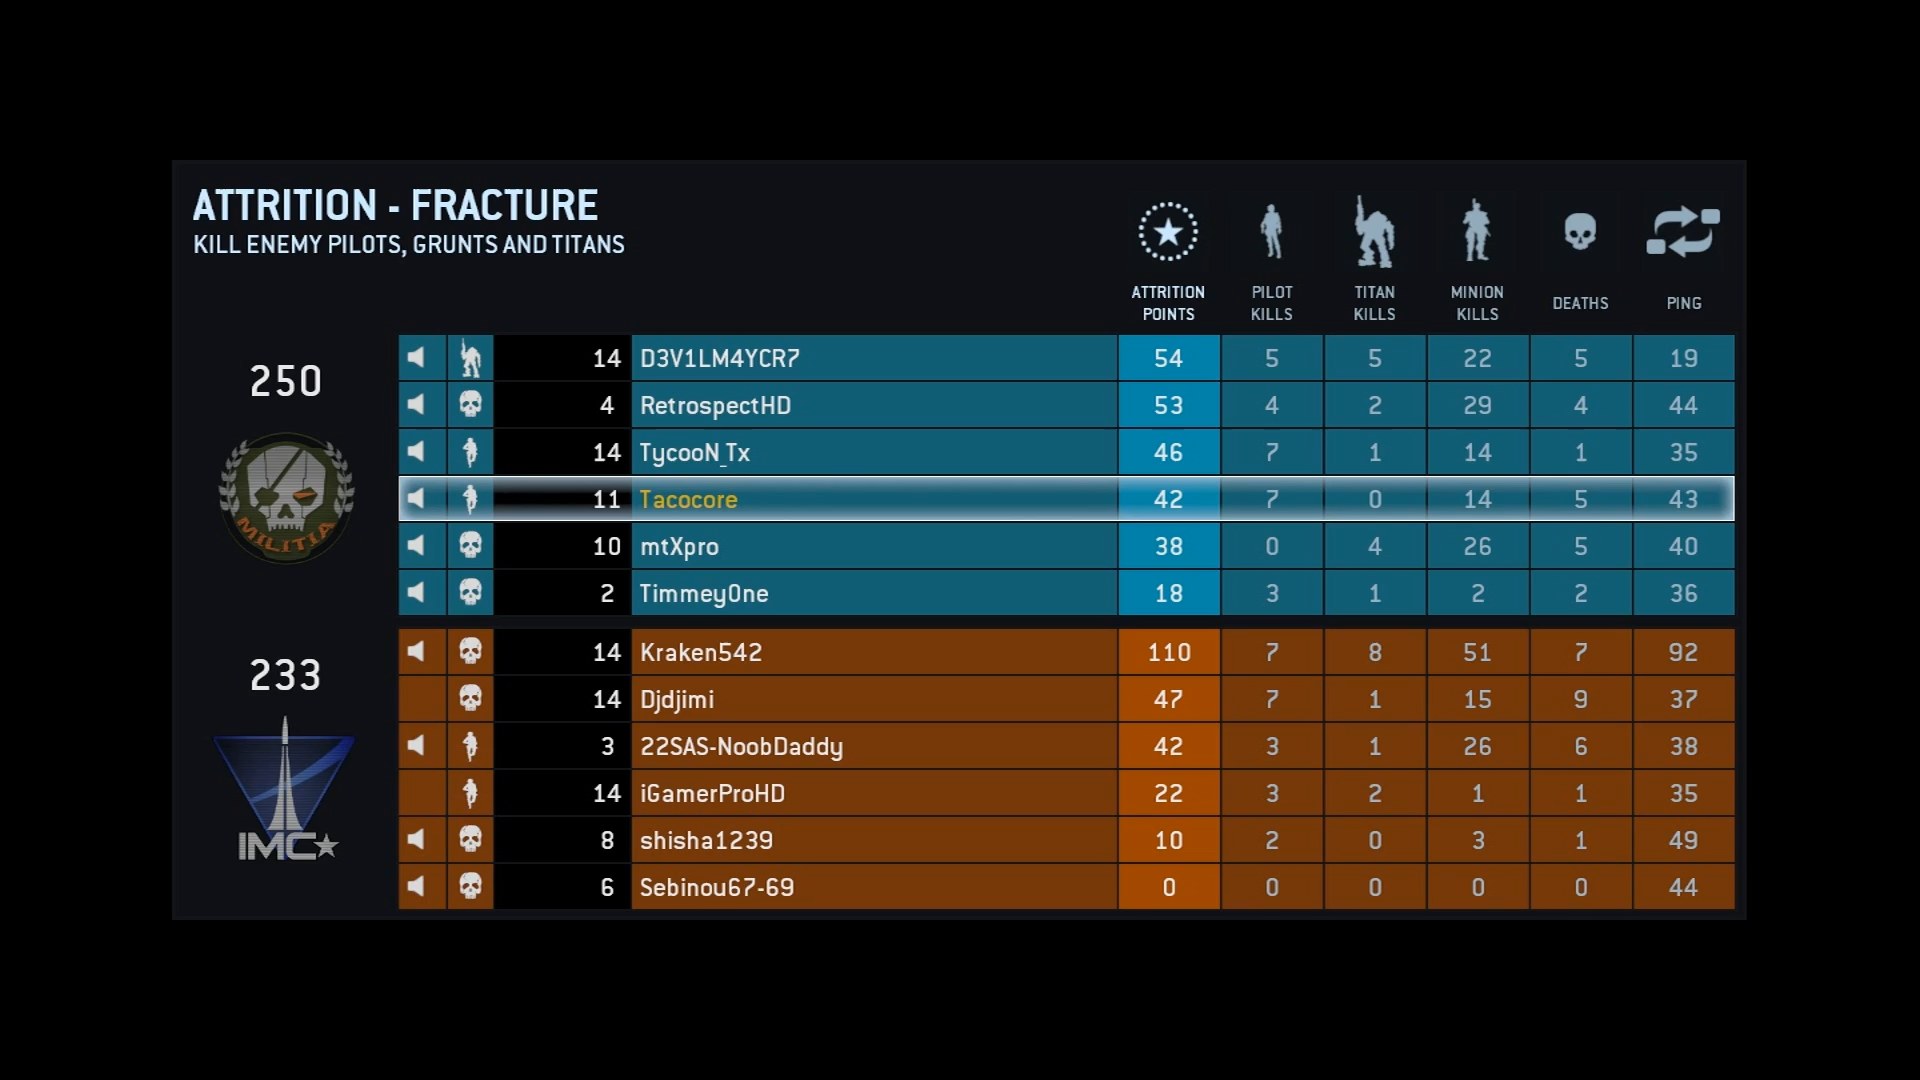 ATTRITION - FRACTURE
KILL ENEMY PILOTS, GRUNTS AND TITANS
ATTRITION POINTS PILOT KILLS TITAN KILLS MINION KILLS DEATHS PING
250
MILITIA
14 D3V1LM4YCR7 54 5 5 22 5 19
4 RetrospectHD 53 4 2 29 4 44
14 TycooN_Tx 46 7 1 14 1 35
11 Tacocore 42 7 0 14 5 43
10 mtXpro 38 0 4 26 5 40
2 TimmeyOne 18 3 1 2 2 36
233
IMC
14 Kraken542 110 7 8 51 7 92
14 Djdjimi 47 7 1 15 9 37
3 22SAS-NoobDaddy 42 3 1 26 6 38
14 iGamerProHD 22 3 2 1 1 35
8 shisha1239 10 2 0 3 1 49
6 Sebinou67-69 0 0 0 0 0 44